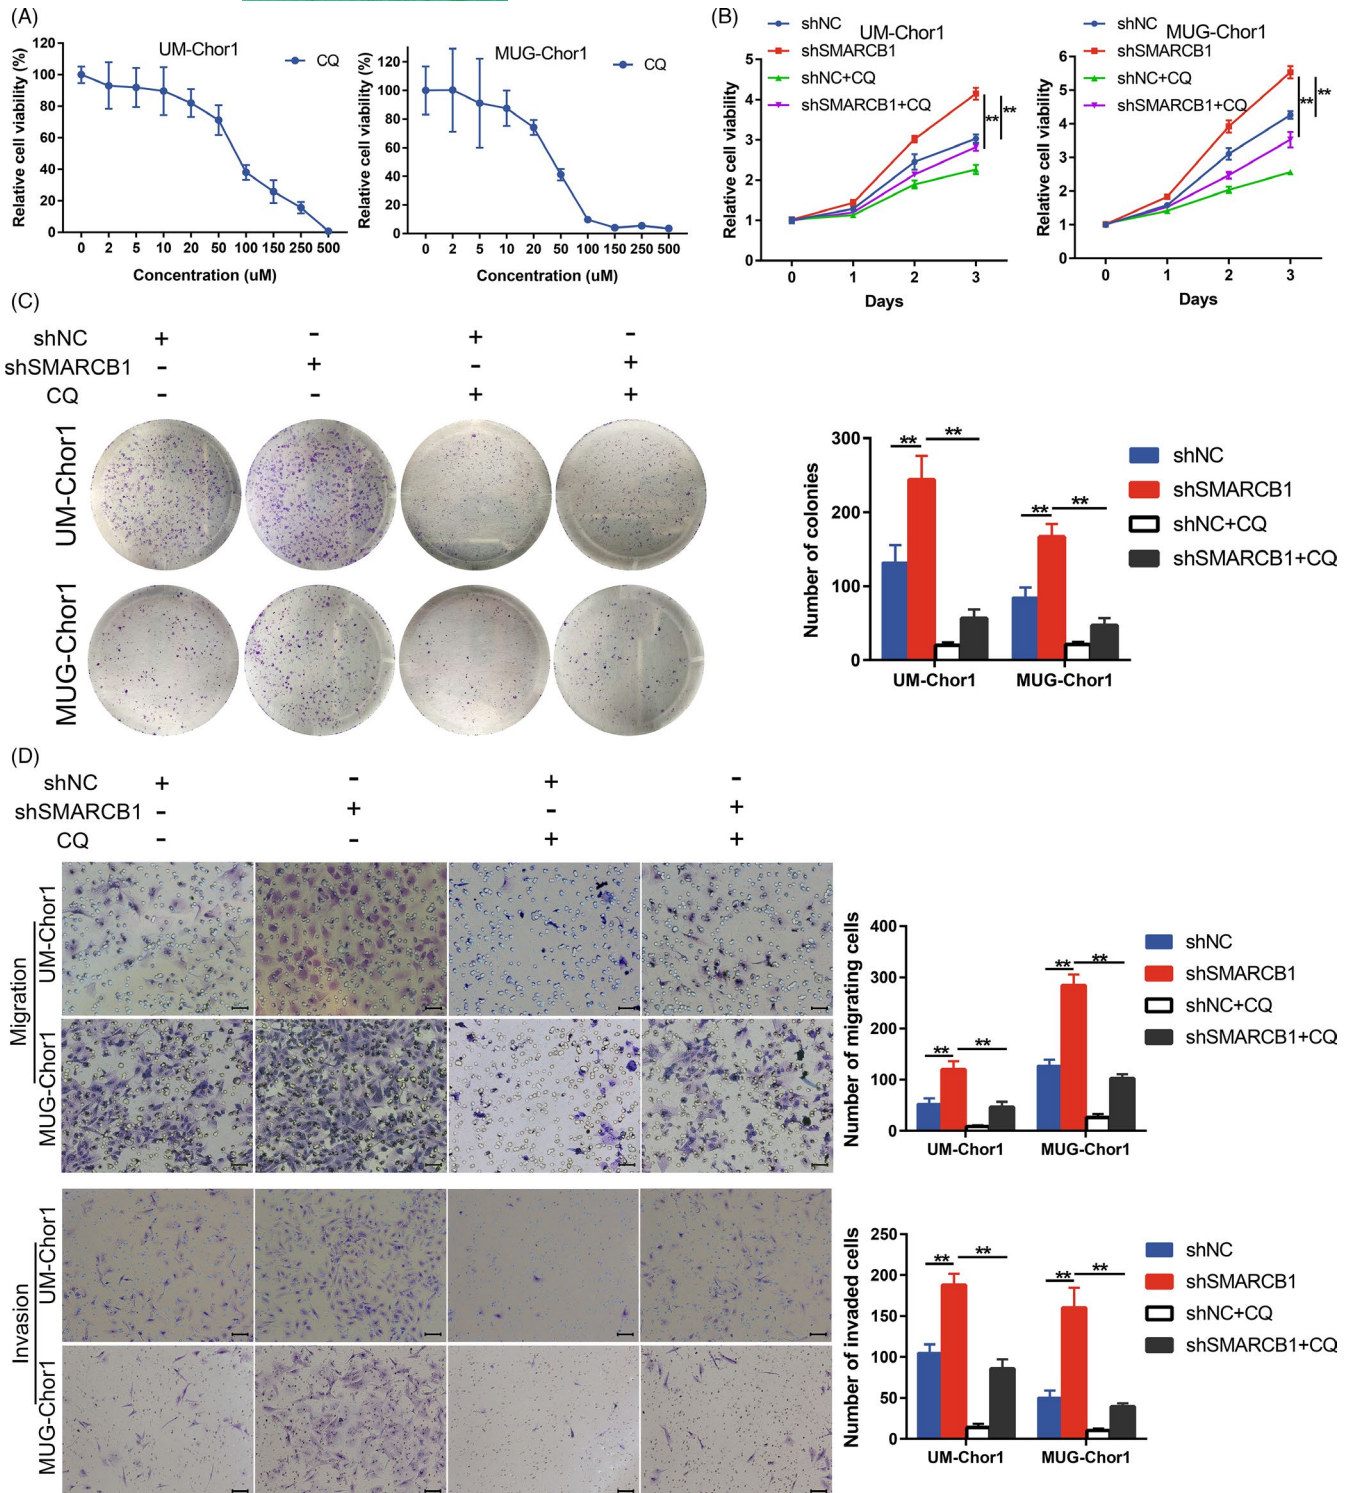 (A)
UM-Chor1
CQ
Relative cell viability (%)
120
100
80
60
40
20
0
0 2 5 10 20 50 100 150 250 500
Concentration (uM)
MUG-Chor1
CQ
Relative cell viability (%)
120
100
80
60
40
20
0
0 2 5 10 20 50 100 150 250 500
Concentration (uM)
(B)
UM-Chor1
shNC
shSMARCB1
shNC+CQ
shSMARCB1+CQ
Relative cell viability
5
4
3
2
1
0
** **
0 1 2 3
Days
MUG-Chor1
shNC
shSMARCB1
shNC+CQ
shSMARCB1+CQ
Relative cell viability
6
5
4
3
2
1
0
** **
0 1 2 3
Days
(C)
shNC + - + -
shSMARCB1 - + - +
CQ - - + +
UM-Chor1
MUG-Chor1
Number of colonies
300
200
100
0
** **
** **
UM-Chor1 MUG-Chor1
shNC
shSMARCB1
shNC+CQ
shSMARCB1+CQ
(D)
shNC + - + -
shSMARCB1 - + - +
CQ - - + +
Migration
UM-Chor1
MUG-Chor1
Number of migrating cells
400
300
200
100
0
** **
** **
UM-Chor1 MUG-Chor1
shNC
shSMARCB1
shNC+CQ
shSMARCB1+CQ
Invasion
UM-Chor1
MUG-Chor1
Number of invaded cells
250
200
150
100
50
0
** **
** **
UM-Chor1 MUG-Chor1
shNC
shSMARCB1
shNC+CQ
shSMARCB1+CQ